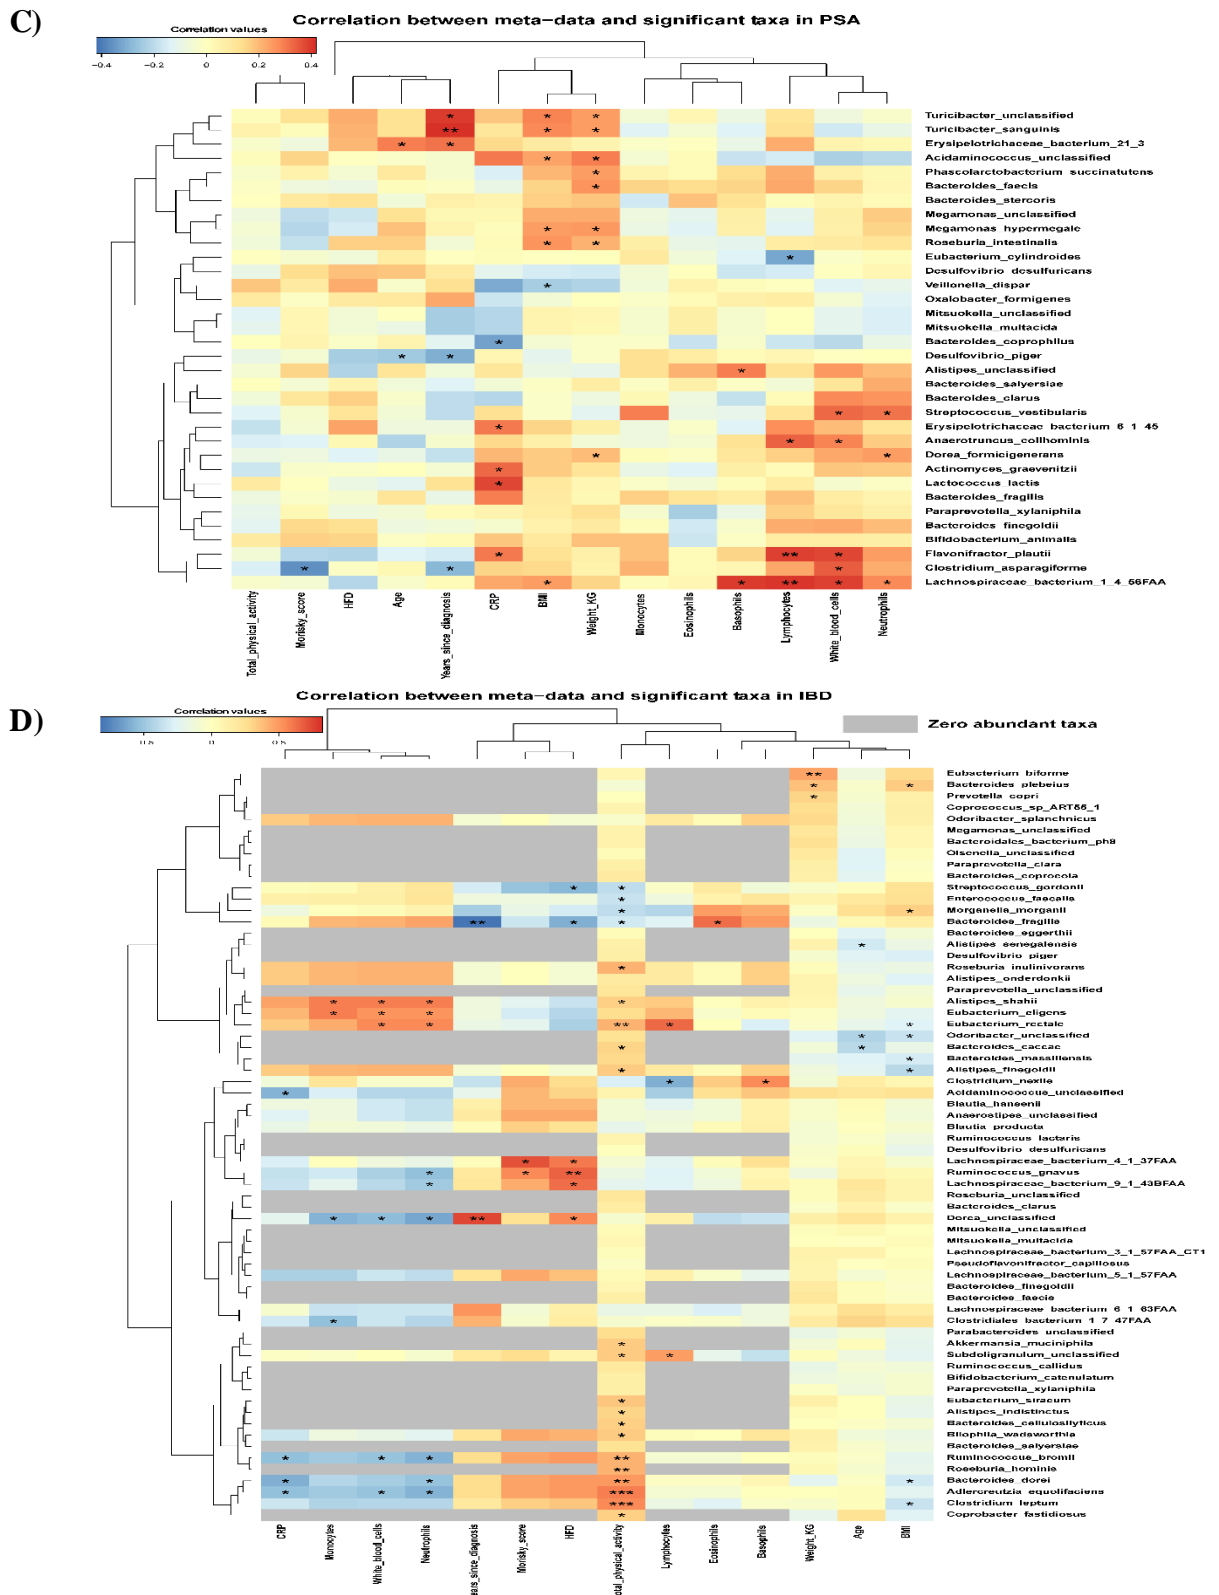 C)
Correlation between meta-data and significant taxa in PSA
Correlation values
-0.4 -0.2 0 0.2 0.4
Turicibacter_unclassified
Turicibacter_sanguinis
Erysipelotrichaceae_bacterium_21_3
Acidaminococcus_unclassified
Phascolarctobacterium_succinatutens
Bacteroides_faecis
Bacteroides_stercoris
Megamonas_unclassified
Megamonas_hypermegale
Roseburia_intestinalis
Eubacterium_cylindroides
Desulfovibrio_desulfuricans
Veillonella_dispar
Oxalobacter_formigenes
Mitsuokella_unclassified
Mitsuokella_multacida
Bacteroides_coprophilus
Desulfovibrio_piger
Alistipes_unclassified
Bacteroides_salyersiae
Bacteroides_clarus
Streptococcus_vestibularis
Erysipelotrichaceae_bacterium_6_1_45
Anaerotruncus_colihominis
Dorea_formicigenerans
Actinomyces_graevenitzii
Lactococcus_lactis
Bacteroides_fragilis
Paraprevotella_xylaniphila
Bacteroides_finegoldii
Bifidobacterium_animalis
Flavonifractor_plautii
Clostridium_asparagiforme
Lachnospiraceae_bacterium_1_4_56FAA
Total_physical_activity
Morisky_score
HFD
Age
Years_since_diagnosis
CRP
BMI
Weight_KG
Monocytes
Eosinophils
Basophils
Lymphocytes
White_blood_cells
Neutrophils
D)
Correlation between meta-data and significant taxa in IBD
Correlation values
Zero abundant taxa
Eubacterium_biforme
Bacteroides_plebeius
Prevotella_copri
Coprococcus_sp_ART55_1
Odoribacter_splanchnicus
Megamonas_unclassified
Bacteroidales_bacterium_ph8
Olsenella_unclassified
Paraprevotella_clara
Bacteroides_coprocola
Streptococcus_gordonii
Enterococcus_faecalis
Morganella_morganii
Bacteroides_fragilis
Bacteroides_eggerthii
Alistipes_senegalensis
Desulfovibrio_piger
Roseburia_inulinivorans
Alistipes_onderdonkii
Paraprevotella_unclassified
Alistipes_shahii
Eubacterium_eligens
Eubacterium_rectale
Odoribacter_unclassified
Bacteroides_caccae
Bacteroides_massiliensis
Alistipes_finegoldii
Clostridium_nexile
Acidaminococcus_unclassified
Blautia_hansenii
Anaerostipes_unclassified
Blautia_producta
Ruminococcus_lactaris
Desulfovibrio_desulfuricans
Lachnospiraceae_bacterium_4_1_37FAA
Ruminococcus_gnavus
Lachnospiraceae_bacterium_9_1_43BFAA
Roseburia_unclassified
Bacteroides_clarus
Dorea_unclassified
Mitsuokella_unclassified
Mitsuokella_multacida
Lachnospiraceae_bacterium_3_1_57FAA_CT1
Pseudoflavonifractor_capillosus
Lachnospiraceae_bacterium_5_1_57FAA
Bacteroides_finegoldii
Bacteroides_faecis
Lachnospiraceae_bacterium_6_1_63FAA
Clostridiales_bacterium_1_7_47FAA
Parabacteroides_unclassified
Akkermansia_muciniphila
Subdoligranulum_unclassified
Ruminococcus_callidus
Bifidobacterium_catenulatum
Paraprevotella_xylaniphila
Eubacterium_siraeum
Alistipes_indistinctus
Bacteroides_cellulosilyticus
Bilophila_wadsworthia
Bacteroides_salyersiae
Ruminococcus_bromii
Roseburia_hominis
Bacteroides_dorei
Adlercreutzia_equolifaciens
Clostridium_leptum
Coprobacter_fastidiosus
CRP
Monocytes
White_blood_cells
Neutrophils
ears_since_diagnosis
Morisky_score
HFD
otal_physical_activity
Lymphocytes
Eosinophils
Basophils
Weight_KG
Age
BMI